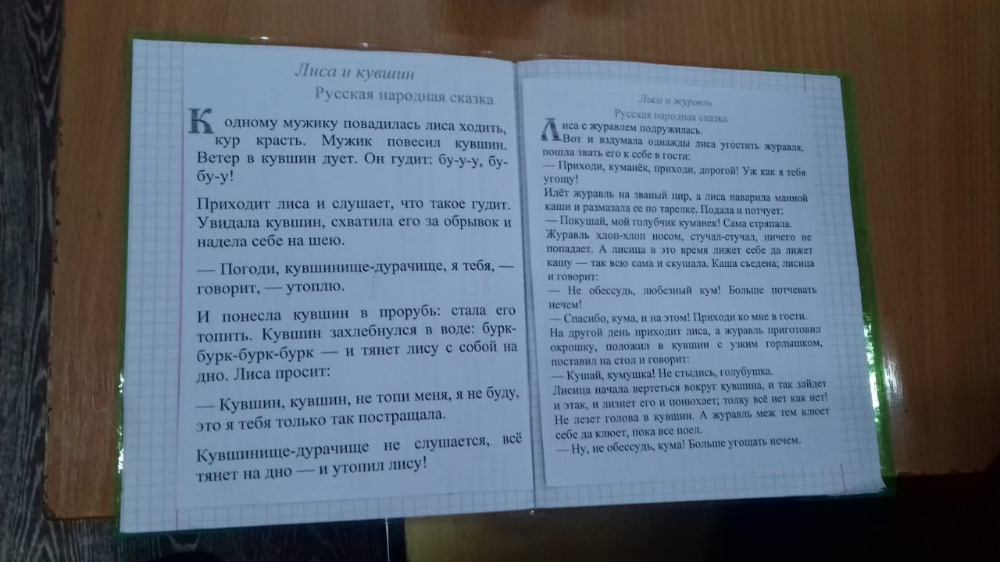 Лиса и кувшин
Русская народная сказка
К одному мужику повадилась лиса ходить,
кур красть. Мужик повесил кувшин.
Ветер в кувшин дует. Он гудит: бу-у-у, бу-
бу-у!
Приходит лиса и слушает, что такое гудит.
Увидала кувшин, схватила его за обрывок и
надела себе на шею.
— Погоди, кувшинище-дурачище, я тебя, —
говорит, — утоплю.
И понесла кувшин в прорубь: стала его
топить. Кувшин захлебнулся в воде: бурк-
бурк-бурк-бурк — и тянет лису с собой на
дно. Лиса просит:
— Кувшин, кувшин, не топи меня, я не буду,
это я тебя только так постращала.
Кувшинище-дурачище не слушается, всё
тянет на дно — и утопил лису!
Лиса и журавль
Русская народная сказка
Лиса с журавлем подружилась.
Вот и вздумала однажды лиса угостить журавля,
пошла звать его к себе в гости:
— Приходи, куманёк, приходи, дорогой! Уж как я тебя
угощу!
Идёт журавль на званый пир, а лиса наварила манной
каши и размазала ее по тарелке. Подала и потчует:
— Покушай, мой голубчик куманек! Сама стряпала.
Журавль хлоп-хлоп носом, стучал-стучал, ничего не
попадает. А лисица в это время лижет себе да лижет
кашу — так всю сама и скушала. Каша съедена; лисица
и говорит:
— Не обессудь, любезный кум! Больше потчевать
нечем!
— Спасибо, кума, и на этом! Приходи ко мне в гости.
На другой день приходит лиса, а журавль приготовил
окрошку, положил в кувшин с узким горлышком,
поставил на стол и говорит:
— Кушай, кумушка! Не стыдись, голубушка.
Лисица начала вертеться вокруг кувшина, и так зайдет
и этак, и лизнет его и понюхает; толку всё нет как нет!
Не лезет голова в кувшин. А журавль меж тем клюет
себе да клюет, пока все поел.
— Ну, не обессудь, кума! Больше угощать нечем.